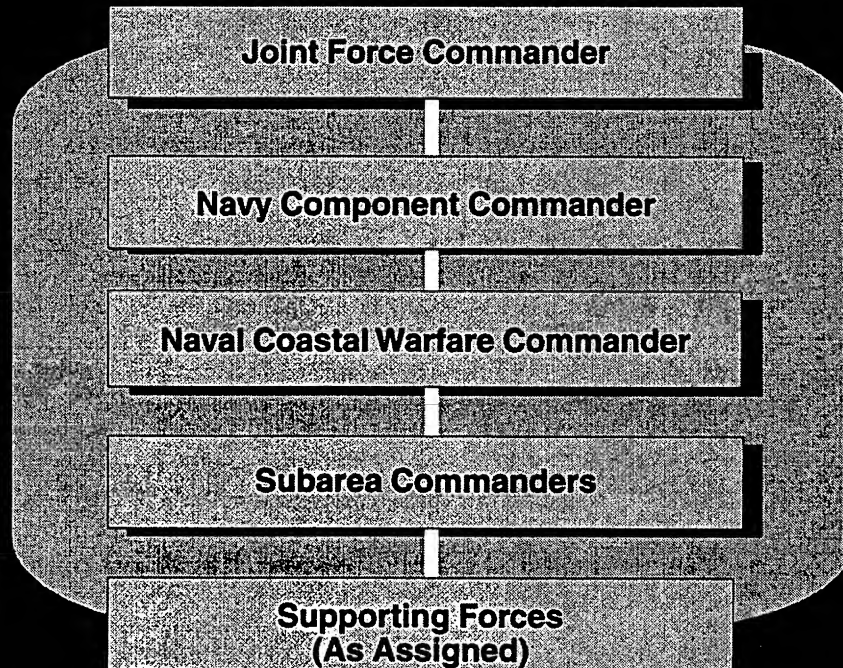 Joint Force Commander
Navy Component Commander
Naval Coastal Warfare Commander
Subarea Commanders
Supporting Forces
(As Assigned)